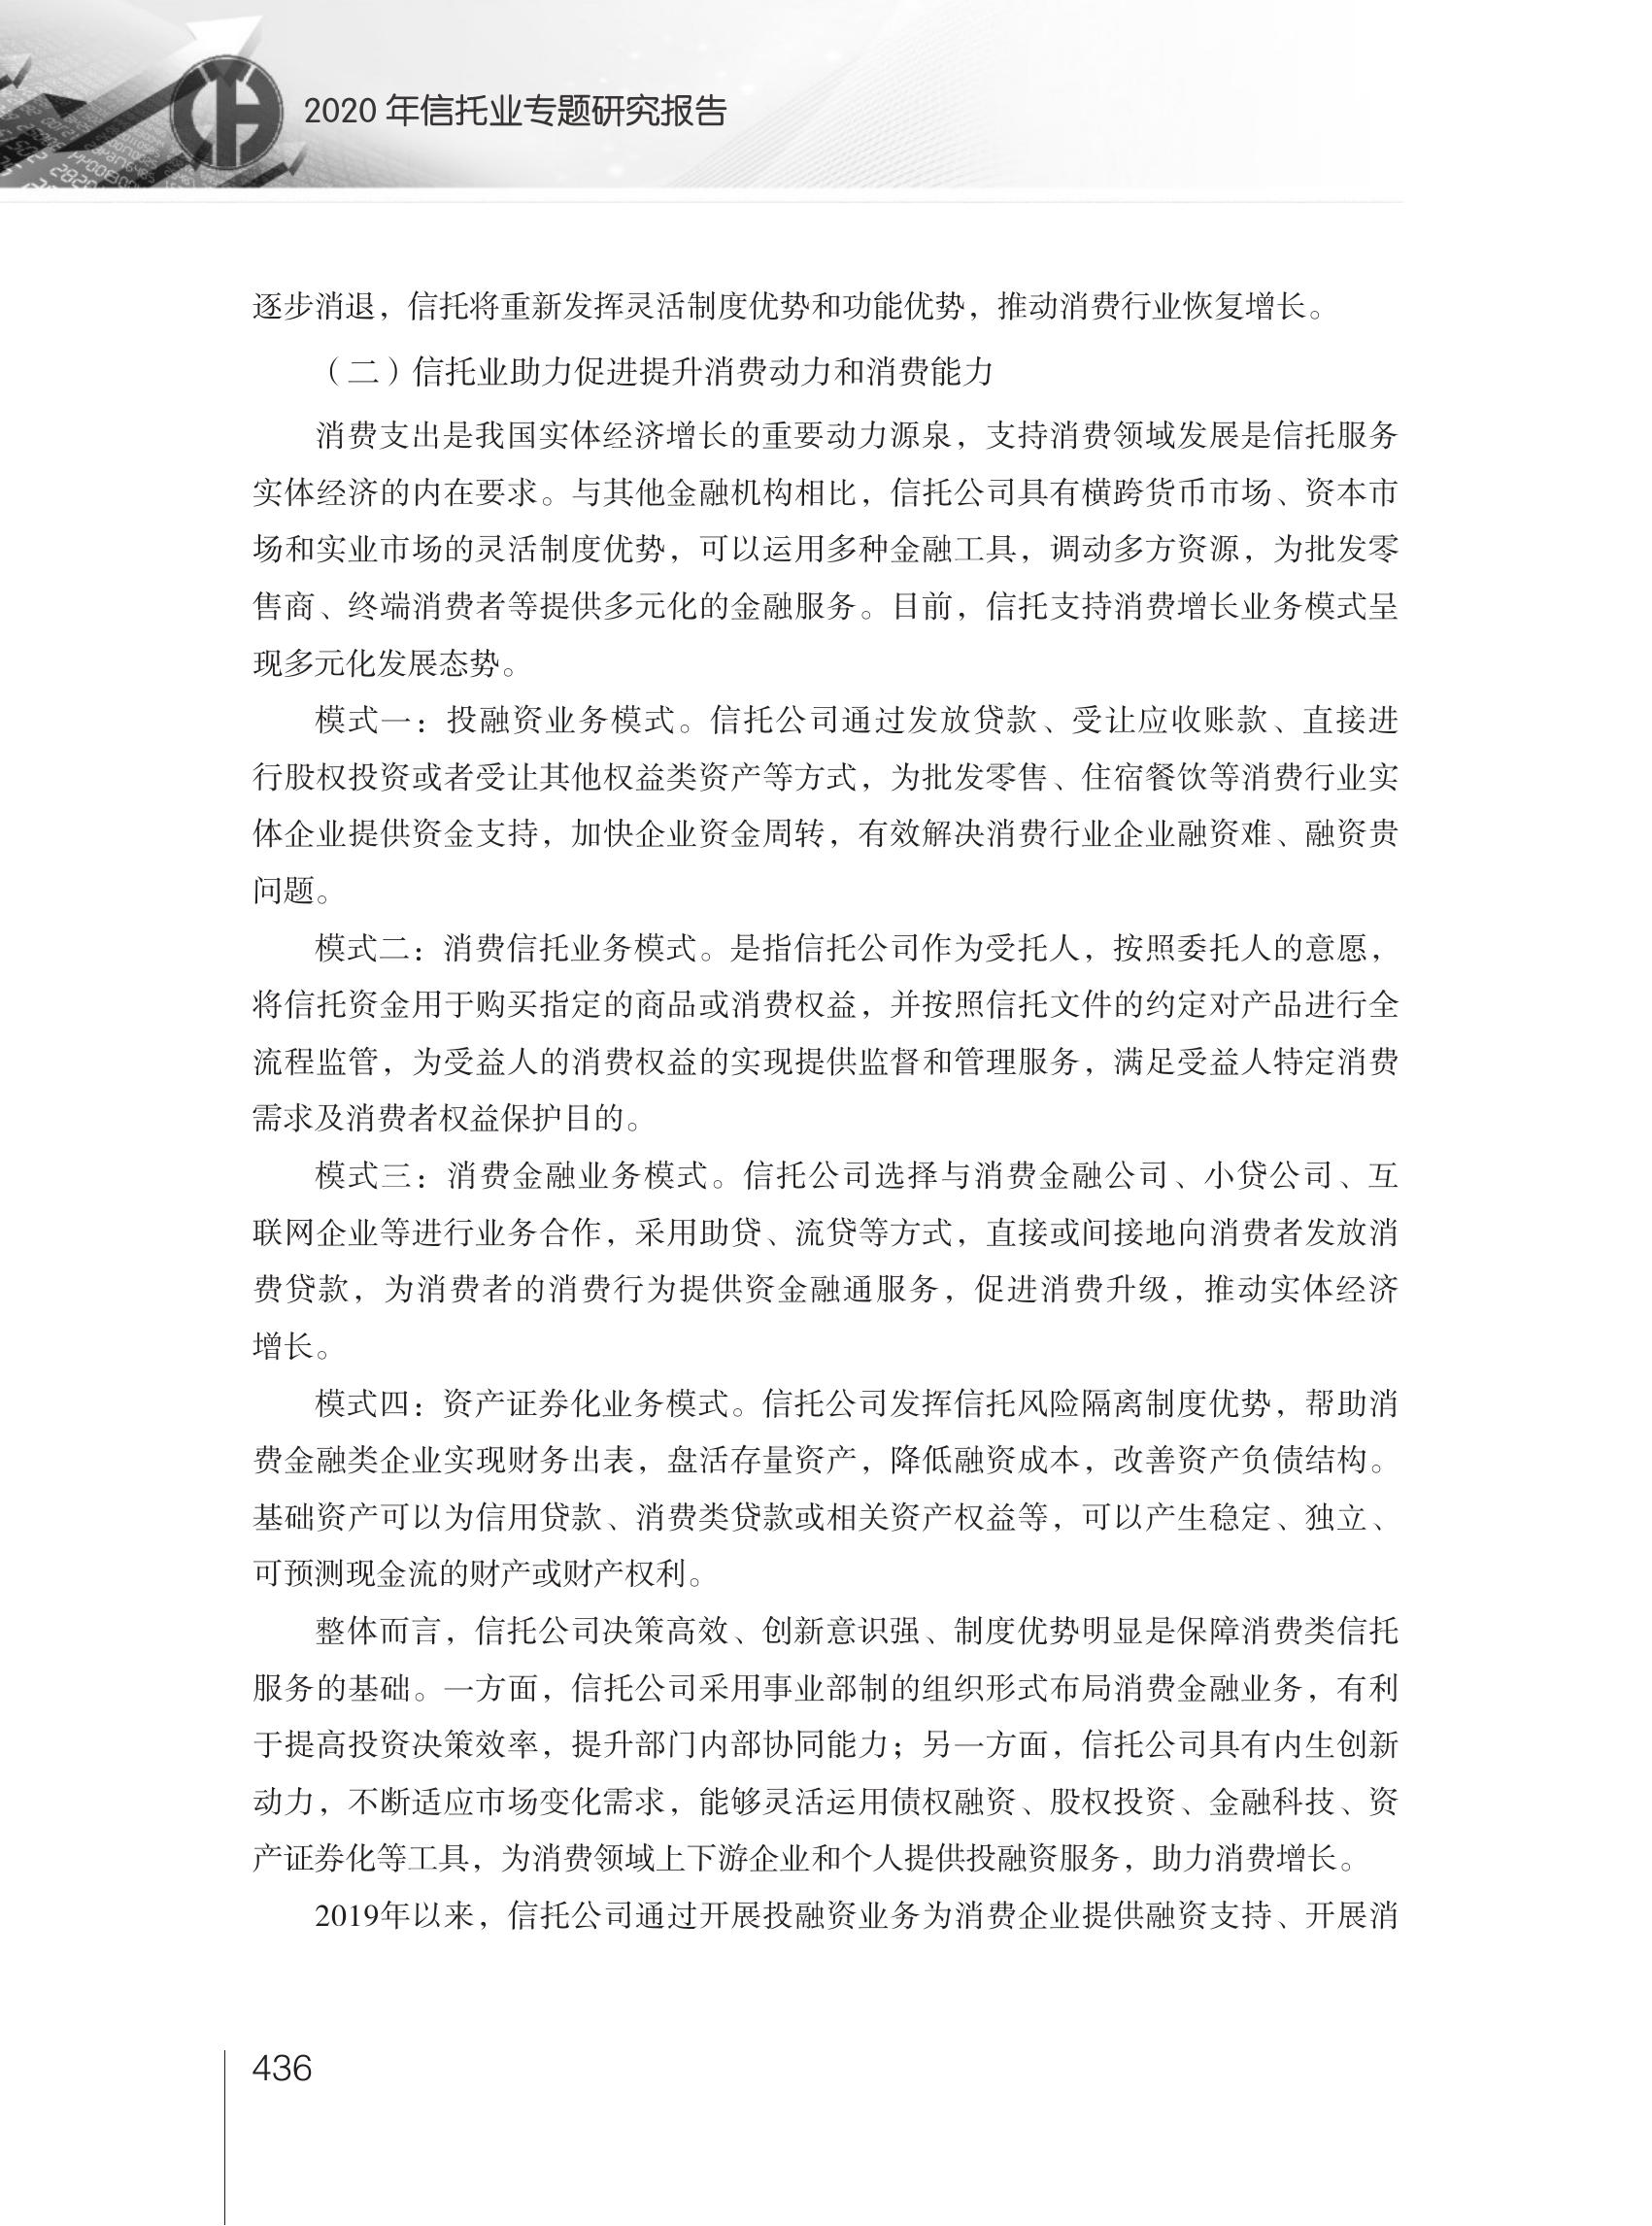 2020 年信托业专题研究报告
逐步消退，信托将重新发挥灵活制度优势和功能优势，推动消费行业恢复增长。
（二）信托业助力促进提升消费动力和消费能力
消费支出是我国实体经济增长的重要动力源泉，支持消费领域发展是信托服务
实体经济的内在要求。与其他金融机构相比，信托公司具有横跨货币市场、资本市
场和实业市场的灵活制度优势，可以运用多种金融工具，调动多方资源，为批发零
售商、终端消费者等提供多元化的金融服务。目前，信托支持消费增长业务模式呈
现多元化发展态势。
模式一：投融资业务模式。信托公司通过发放贷款、受让应收账款、直接进
行股权投资或者受让其他权益类资产等方式，为批发零售、住宿餐饮等消费行业实
体企业提供资金支持，加快企业资金周转，有效解决消费行业企业融资难、融资贵
问题。
模式二：消费信托业务模式。是指信托公司作为受托人，按照委托人的意愿，
将信托资金用于购买指定的商品或消费权益，并按照信托文件的约定对产品进行全
流程监管，为受益人的消费权益的实现提供监督和管理服务，满足受益人特定消费
需求及消费者权益保护目的。
模式三：消费金融业务模式。信托公司选择与消费金融公司、小贷公司、互
联网企业等进行业务合作，采用助贷、流贷等方式，直接或间接地向消费者发放消
费贷款，为消费者的消费行为提供资金融通服务，促进消费升级，推动实体经济
增长。
模式四：资产证券化业务模式。信托公司发挥信托风险隔离制度优势，帮助消
费金融类企业实现财务出表，盘活存量资产，降低融资成本，改善资产负债结构。
基础资产可以为信用贷款、消费类贷款或相关资产权益等，可以产生稳定、独立、
可预测现金流的财产或财产权利。
整体而言，信托公司决策高效、创新意识强、制度优势明显是保障消费类信托
服务的基础。一方面，信托公司采用事业部制的组织形式布局消费金融业务，有利
于提高投资决策效率，提升部门内部协同能力；另一方面，信托公司具有内生创新
动力，不断适应市场变化需求，能够灵活运用债权融资、股权投资、金融科技、资
产证券化等工具，为消费领域上下游企业和个人提供投融资服务，助力消费增长。
2019年以来，信托公司通过开展投融资业务为消费企业提供融资支持、开展消
436